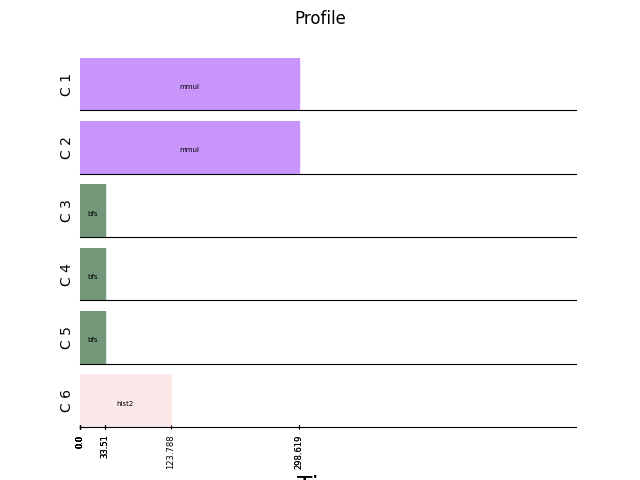 Profile
C 1
mmul
C 2
mmul
C 3
bfs
C 4
bfs
C 5
bfs
C 6
hist2
0.0
33.51
123.788
298.619